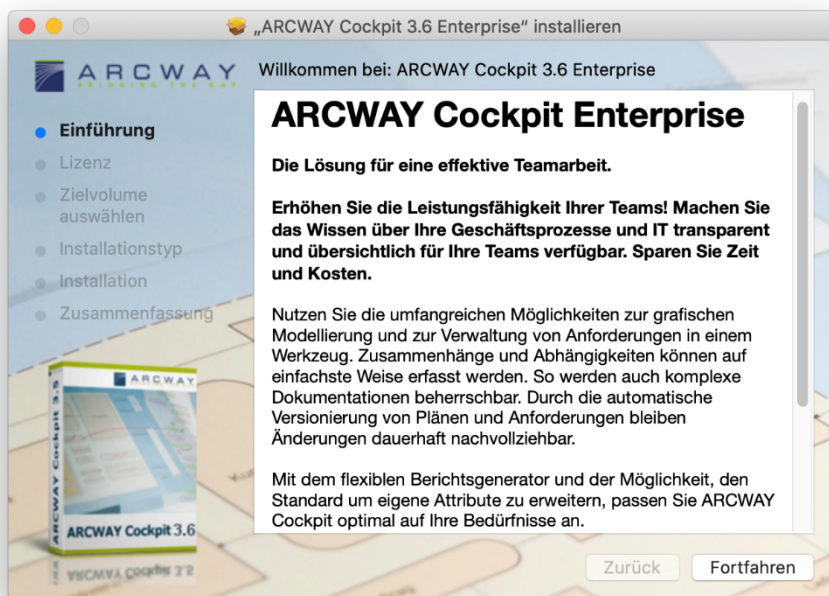 „ARCWAY Cockpit 3.6 Enterprise“ installieren
ARCWAY
BRIDGING THE GAP
Willkommen bei: ARCWAY Cockpit 3.6 Enterprise
Einführung
Lizenz
Zielvolume
auswählen
Installationstyp
Installation
Zusammenfassung
ARCWAY Cockpit Enterprise
Die Lösung für eine effektive Teamarbeit.
Erhöhen Sie die Leistungsfähigkeit Ihrer Teams! Machen Sie
das Wissen über Ihre Geschäftsprozesse und IT transparent
und übersichtlich für Ihre Teams verfügbar. Sparen Sie Zeit
und Kosten.
Nutzen Sie die umfangreichen Möglichkeiten zur grafischen
Modellierung und zur Verwaltung von Anforderungen in einem
Werkzeug. Zusammenhänge und Abhängigkeiten können auf
einfachste Weise erfasst werden. So werden auch komplexe
Dokumentationen beherrschbar. Durch die automatische
Versionierung von Plänen und Anforderungen bleiben
Änderungen dauerhaft nachvollziehbar.
Mit dem flexiblen Berichtsgenerator und der Möglichkeit, den
Standard um eigene Attribute zu erweitern, passen Sie ARCWAY
Cockpit optimal auf Ihre Bedürfnisse an.
ARCWAY
ARCWAY Cockpit 3.5
ARCWAY Cockpit 3.6
Zurück
Fortfahren